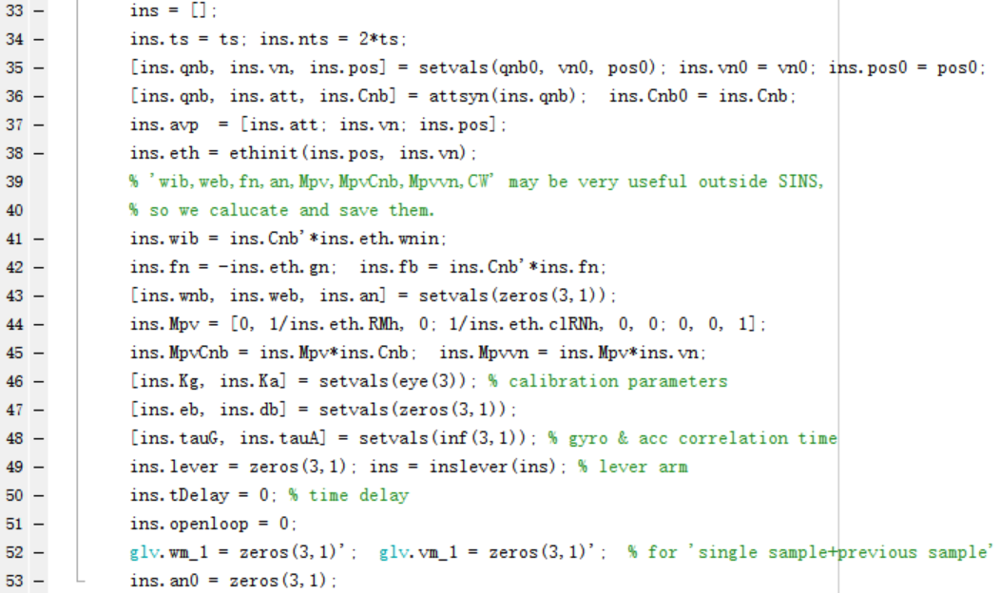 33 – ins = [];
34 – ins.ts = ts; ins.nts = 2*ts;
35 – [ins.qnb, ins.vn, ins.pos] = setvals(qnb0, vn0, pos0); ins.vn0 = vn0; ins.pos0 = pos0;
36 – [ins.qnb, ins.att, ins.Cnb] = attsyn(ins.qnb);  ins.Cnb0 = ins.Cnb;
37 – ins.avp  = [ins.att; ins.vn; ins.pos];
38 – ins.eth = ethinit(ins.pos, ins.vn);
39 % 'wib,web,fn,an,Mpv,MpvCnb,Mpvvn,CW' may be very useful outside SINS,
40 % so we calucate and save them.
41 – ins.wib = ins.Cnb'*ins.eth.wnin;
42 – ins.fn = -ins.eth.gn;  ins.fb = ins.Cnb'*ins.fn;
43 – [ins.wnb, ins.web, ins.an] = setvals(zeros(3,1));
44 – ins.Mpv = [0, 1/ins.eth.RMh, 0; 1/ins.eth.clRNh, 0, 0; 0, 0, 1];
45 – ins.MpvCnb = ins.Mpv*ins.Cnb;  ins.Mpvvn = ins.Mpv*ins.vn;
46 – [ins.Kg, ins.Ka] = setvals(eye(3)); % calibration parameters
47 – [ins.eb, ins.db] = setvals(zeros(3,1));
48 – [ins.tauG, ins.tauA] = setvals(inf(3,1)); % gyro & acc correlation time
49 – ins.lever = zeros(3,1); ins = inslever(ins); % lever arm
50 – ins.tDelay = 0; % time delay
51 – ins.openloop = 0;
52 – glv.wm_1 = zeros(3,1)';  glv.vm_1 = zeros(3,1)';  % for 'single sample+previous sample'
53 – ins.an0 = zeros(3,1);